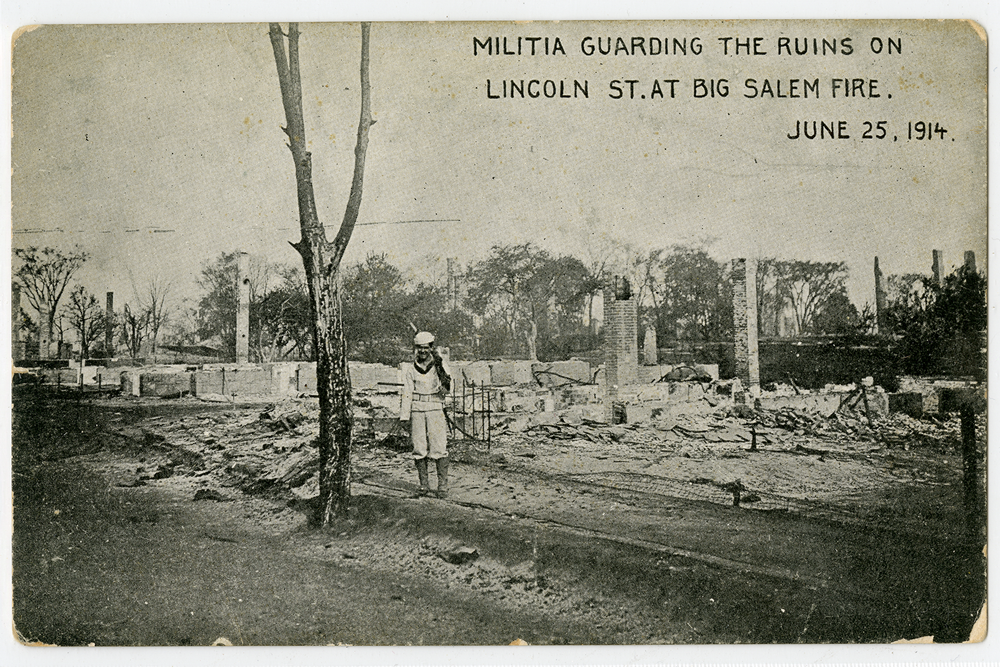 MILITIA GUARDING THE RUINS ON
LINCOLN ST. AT BIG SALEM FIRE.
JUNE 25, 1914.